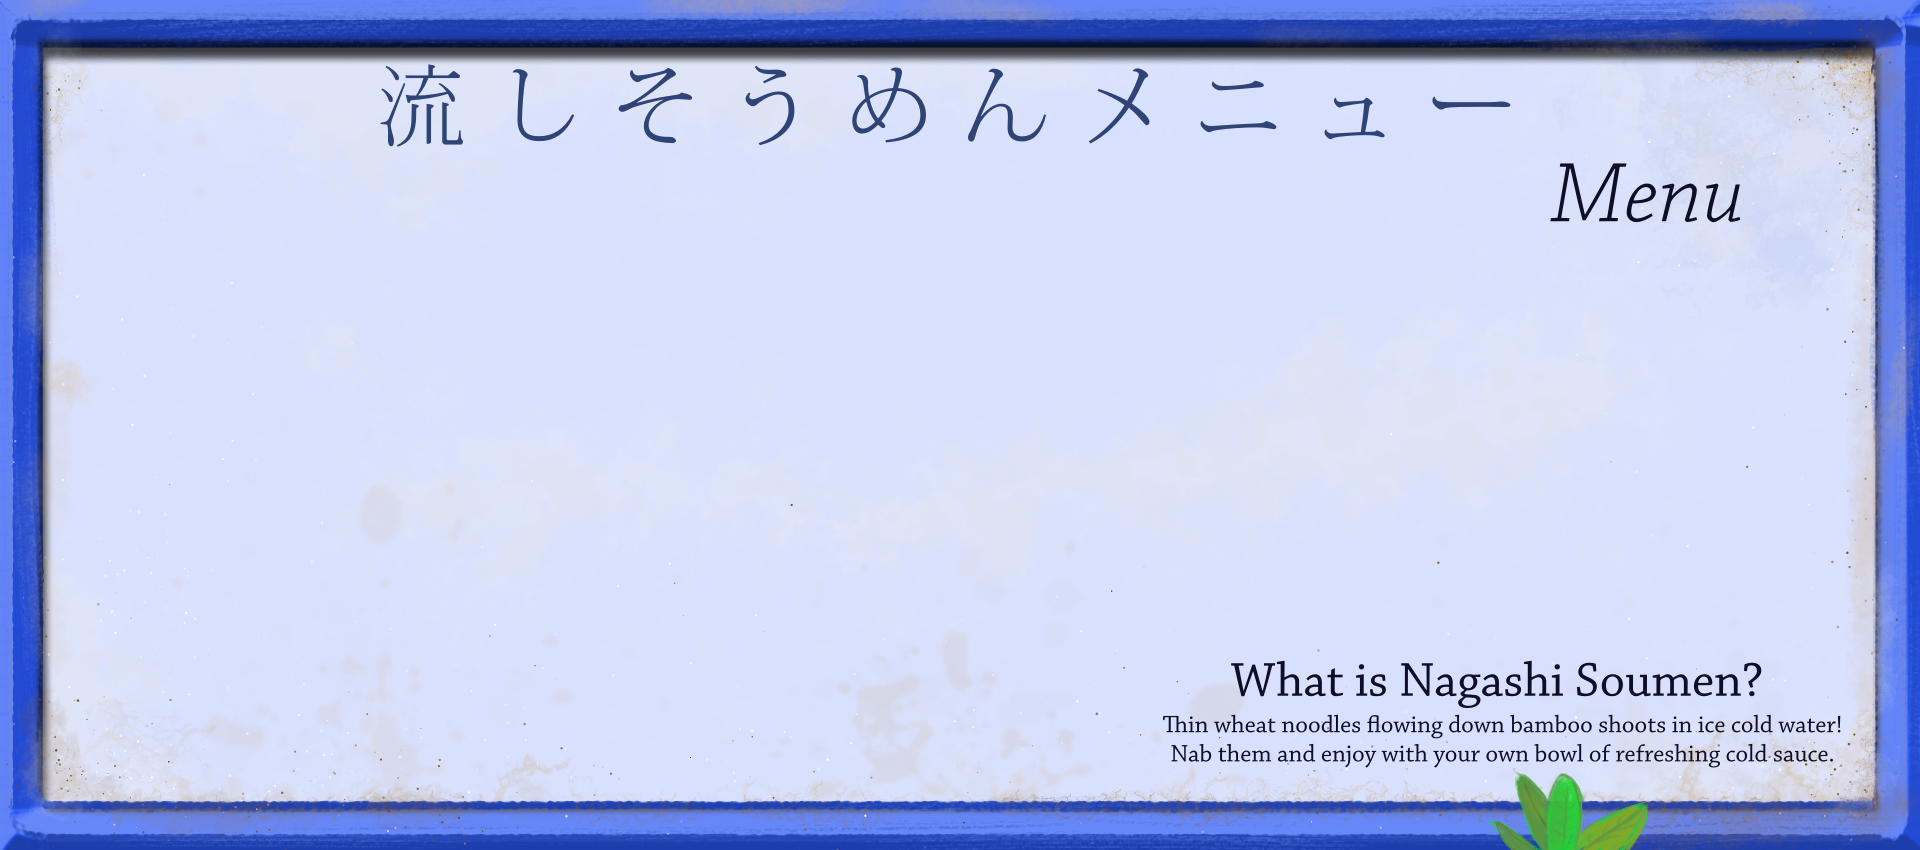 流しそうめんメニュー
Menu
What is Nagashi Soumen?
Thin wheat noodles flowing down bamboo shoots in ice cold water!
Nab them and enjoy with your own bowl of refreshing cold sauce.